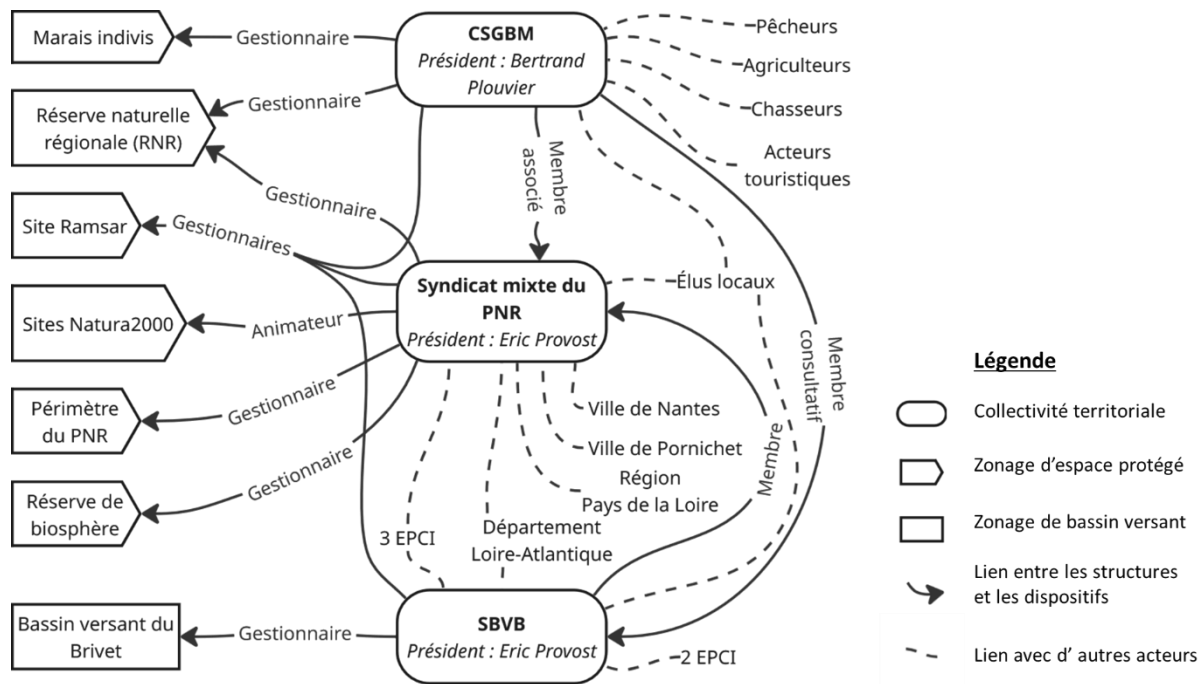 Marais indivis
Gestionnaire
CSGBM
Président : Bertrand
Plouvier
Pêcheurs
Agriculteurs
Chasseurs
Acteurs
touristiques
Réserve naturelle
régionale (RNR)
Gestionnaire
Gestionnaire
Membre
associé
Site Ramsar
Gestionnaires
Syndicat mixte du
PNR
Président : Eric Provost
Élus locaux
Sites Natura2000
Animateur
Membre
consultatif
Périmètre
du PNR
Gestionnaire
Ville de Nantes
Ville de Pornichet
Région
Pays de la Loire
Membre
Réserve de
biosphère
Gestionnaire
3 EPCI
Département
Loire-Atlantique
Bassin versant du
Brivet
Gestionnaire
SBVB
Président : Eric Provost
2 EPCI
Légende
Collectivité territoriale
Zonage d’espace protégé
Zonage de bassin versant
Lien entre les structures
et les dispositifs
Lien avec d’ autres acteurs